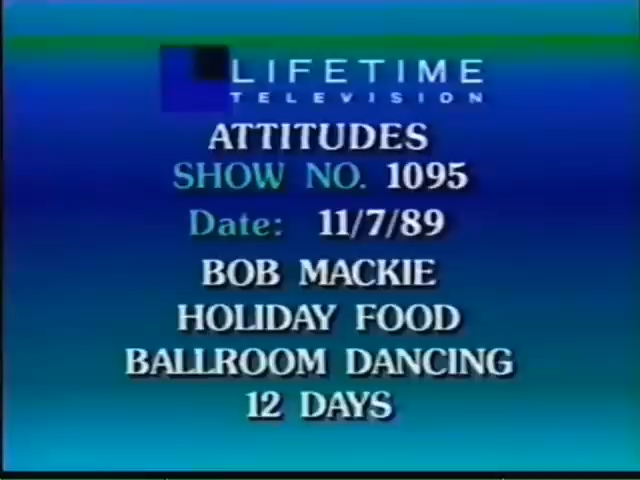 LIFETIME
TELEVISION
ATTITUDES
SHOW NO. 1095
Date: 11/7/89
BOB MACKIE
HOLIDAY FOOD
BALLROOM DANCING
12 DAYS